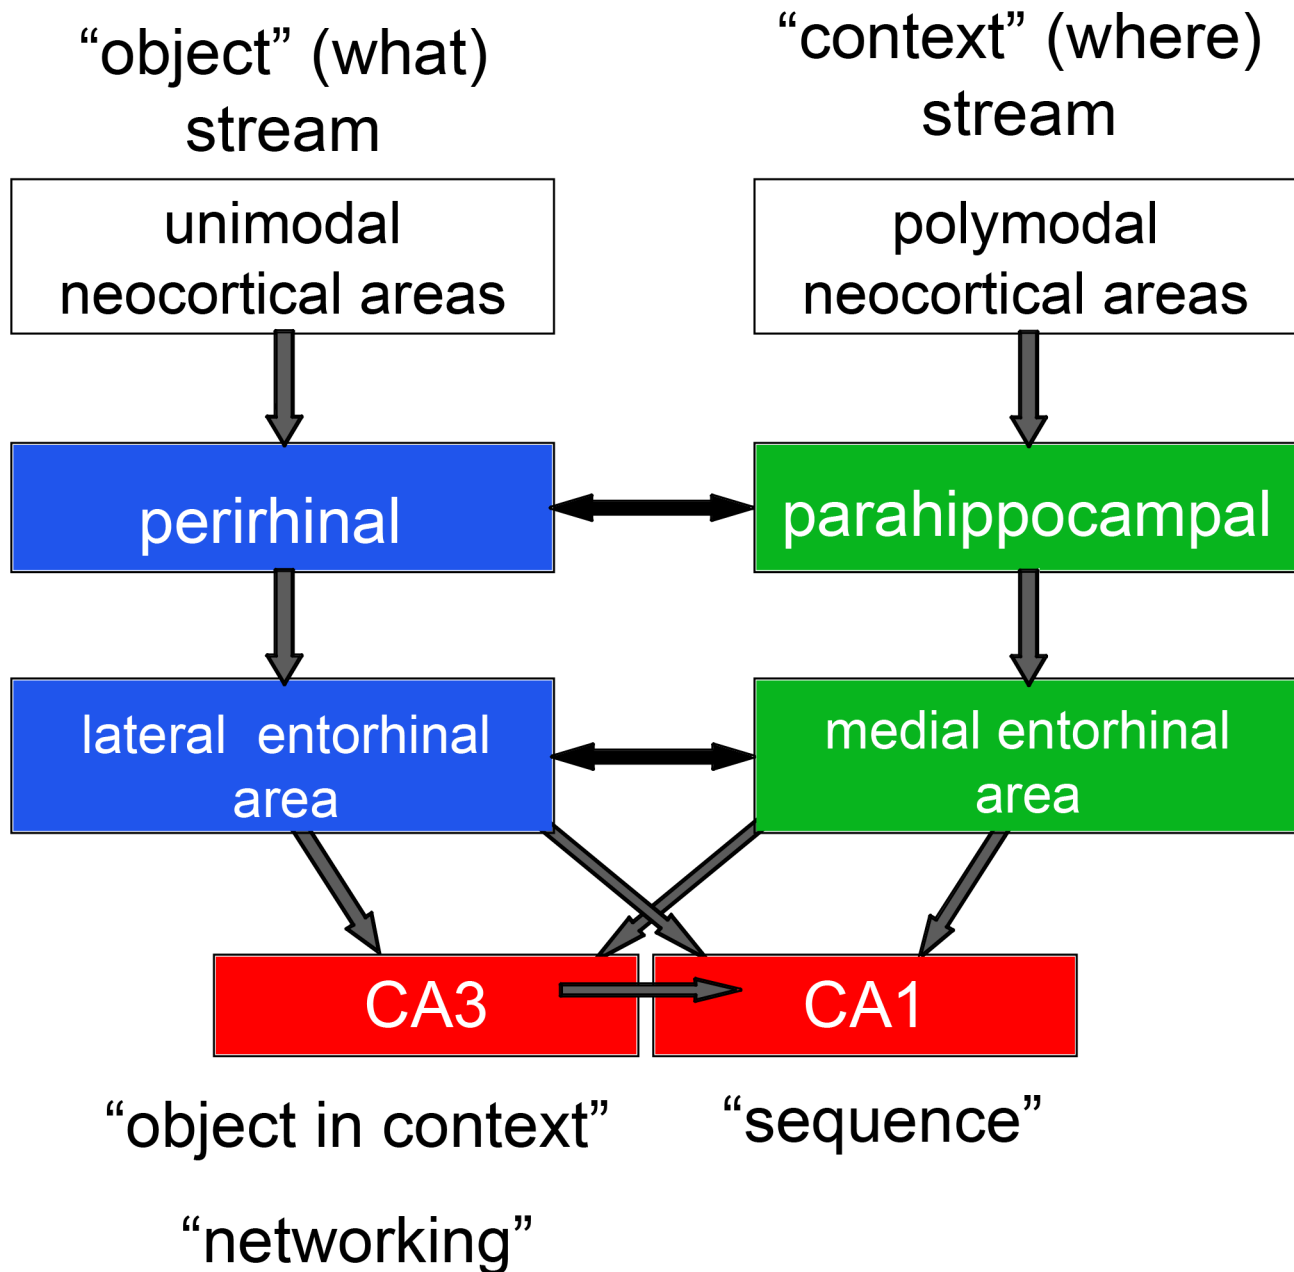 “object” (what)
stream
“context” (where)
stream
unimodal
neocortical areas
polymodal
neocortical areas
perirhinal
parahippocampal
lateral entorhinal
area
medial entorhinal
area
CA3
CA1
“object in context”
“sequence”
“networking”